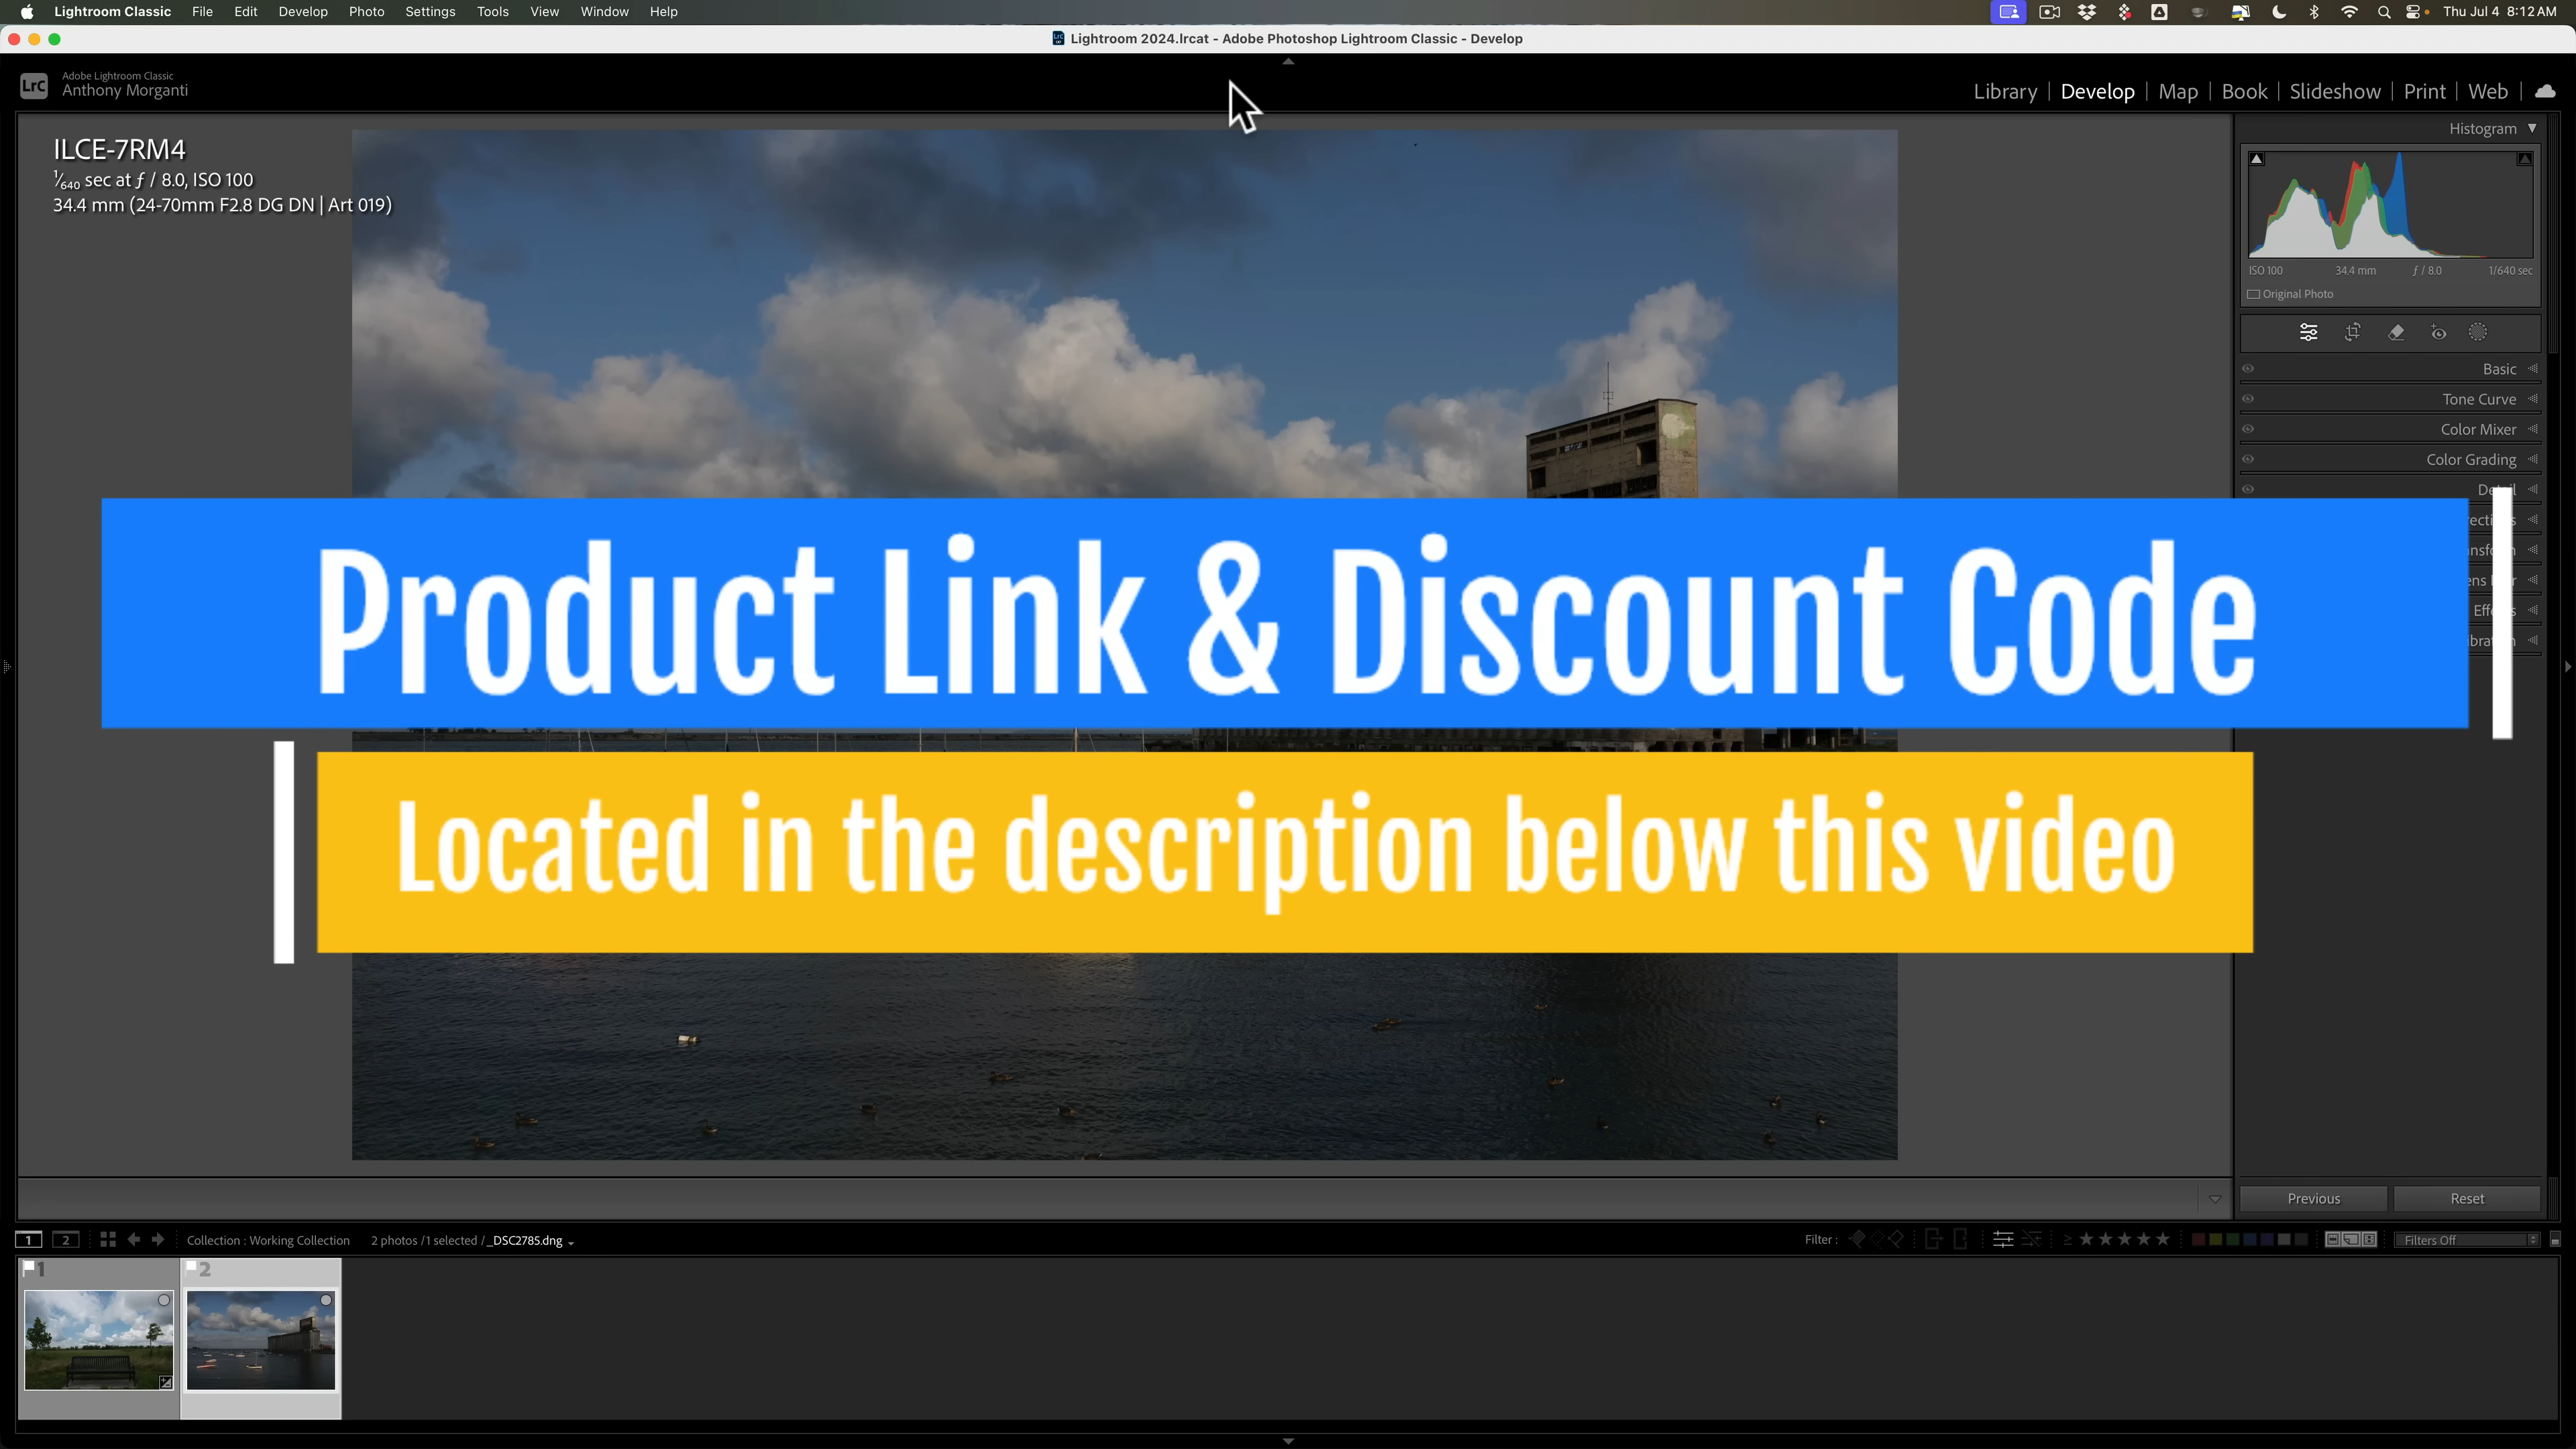 Lightroom Classic File Edit Develop Photo Settings Tools View Window Help Thu Jul 4 8:12 AM
Lightroom 2024.lrcat - Adobe Photoshop Lightroom Classic - Develop
LrC
Adobe Lightroom Classic
Anthony Morganti
Library | Develop | Map | Book | Slideshow | Print | Web
ILCE-7RM4
1/640 sec at ƒ / 8.0, ISO 100
34.4 mm (24-70mm F2.8 DG DN | Art 019)
Histogram
ISO 100 34.4 mm ƒ / 8.0 1/640 sec
Original Photo
Basic
Tone Curve
Color Mixer
Color Grading
Product Link & Discount Code
Located in the description below this video
Previous Reset
1 2 Collection : Working Collection 2 photos /1 selected /_DSC2785.dng Filter : ≥ ★★★★★ Filters Off
1 2